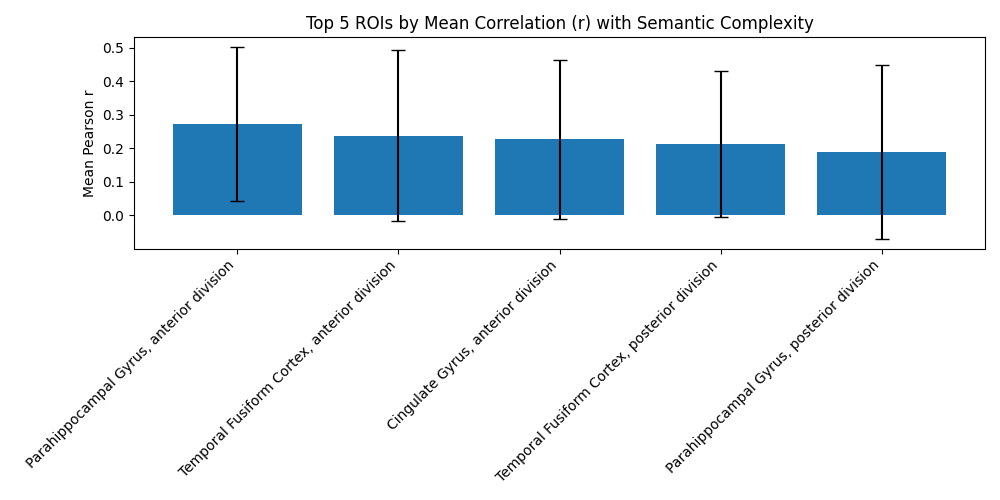 Top 5 ROIs by Mean Correlation (r) with Semantic Complexity
Mean Pearson r
0.5
0.4
0.3
0.2
0.1
0.0
Parahippocampal Gyrus, anterior division
Temporal Fusiform Cortex, anterior division
Cingulate Gyrus, anterior division
Temporal Fusiform Cortex, posterior division
Parahippocampal Gyrus, posterior division